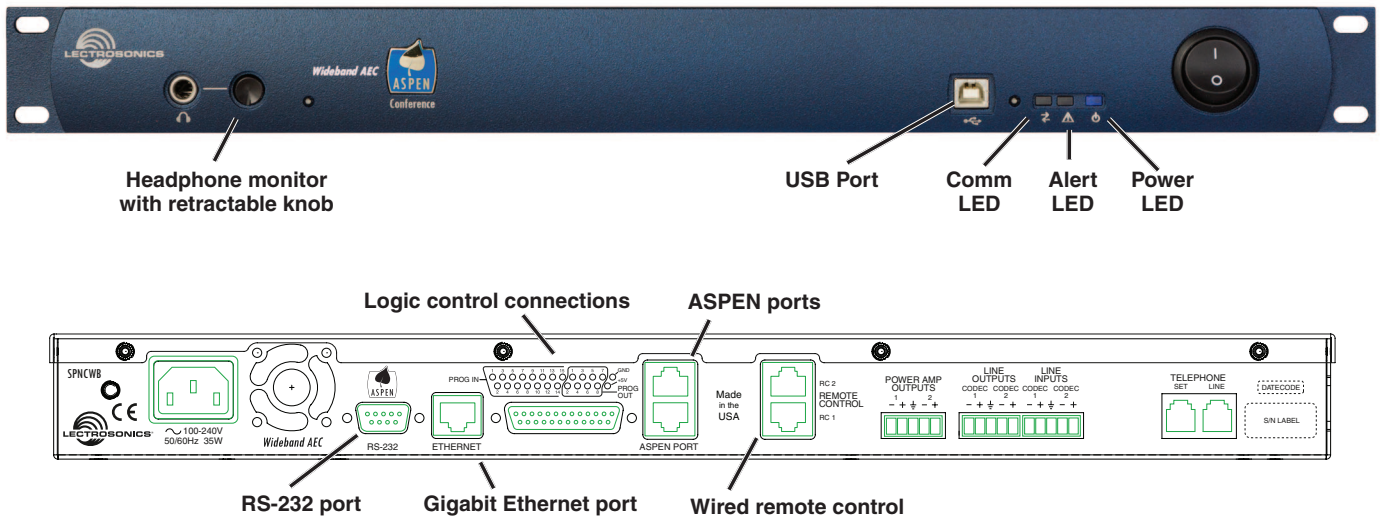 LECTROSONICS
Wideband AEC
ASPEN
Conference
Headphone monitor
with retractable knob
USB Port
Comm
LED
Alert
LED
Power
LED
Logic control connections
ASPEN ports
SPNCWB
LECTROSONICS
100-240V
50/60Hz 35W
Wideband AEC
ASPEN
RS-232
ETHERNET
PROG IN
GND
+5V
PROG
OUT
ASPEN PORT
Made
in the
USA
RC 2
REMOTE
CONTROL
RC 1
POWER AMP
OUTPUTS
1 2
- + - +
LINE
OUTPUTS
CODEC CODEC
1 2
- + - +
LINE
INPUTS
CODEC CODEC
1 2
- + - +
TELEPHONE
SET LINE
DATECODE
S/N LABEL
RS-232 port
Gigabit Ethernet port
Wired remote control